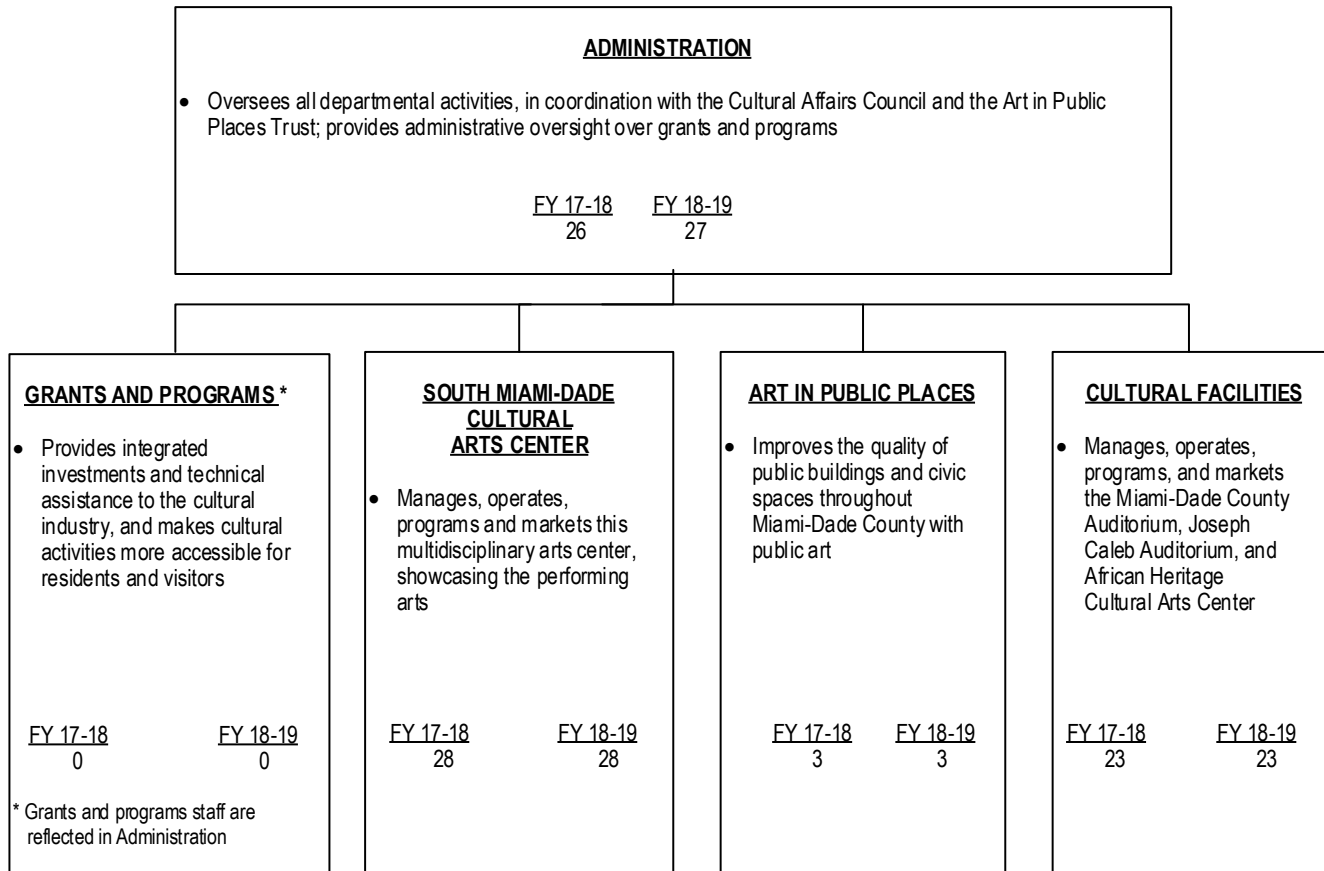 ADMINISTRATION
• Oversees all departmental activities, in coordination with the Cultural Affairs Council and the Art in Public
Places Trust; provides administrative oversight over grants and programs
FY 17-18 FY 18-19
26 27
GRANTS AND PROGRAMS *
• Provides integrated
investments and technical
assistance to the cultural
industry, and makes cultural
activities more accessible for
residents and visitors
FY 17-18 FY 18-19
0 0
* Grants and programs staff are
reflected in Administration
SOUTH MIAMI-DADE
CULTURAL
ARTS CENTER
• Manages, operates,
programs and markets this
multidisciplinary arts center,
showcasing the performing
arts
FY 17-18 FY 18-19
28 28
ART IN PUBLIC PLACES
• Improves the quality of
public buildings and civic
spaces throughout
Miami-Dade County with
public art
FY 17-18 FY 18-19
3 3
CULTURAL FACILITIES
• Manages, operates,
programs, and markets
the Miami-Dade County
Auditorium, Joseph
Caleb Auditorium, and
African Heritage
Cultural Arts Center
FY 17-18 FY 18-19
23 23